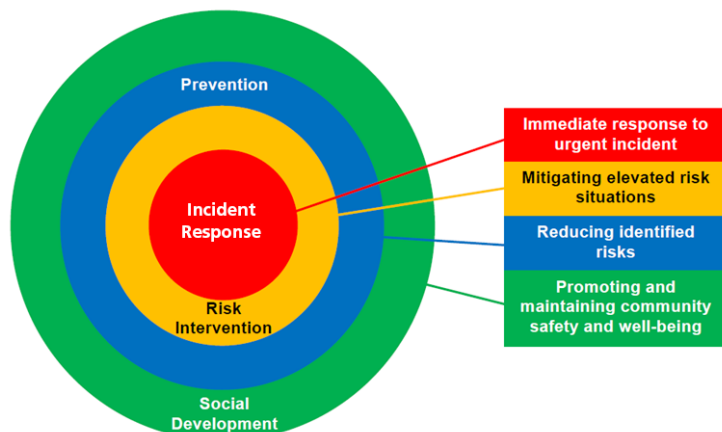 Prevention
Incident
Response
Risk
Intervention
Social
Development
Immediate response to
urgent incident
Mitigating elevated risk
situations
Reducing identified
risks
Promoting and
maintaining community
safety and well-being